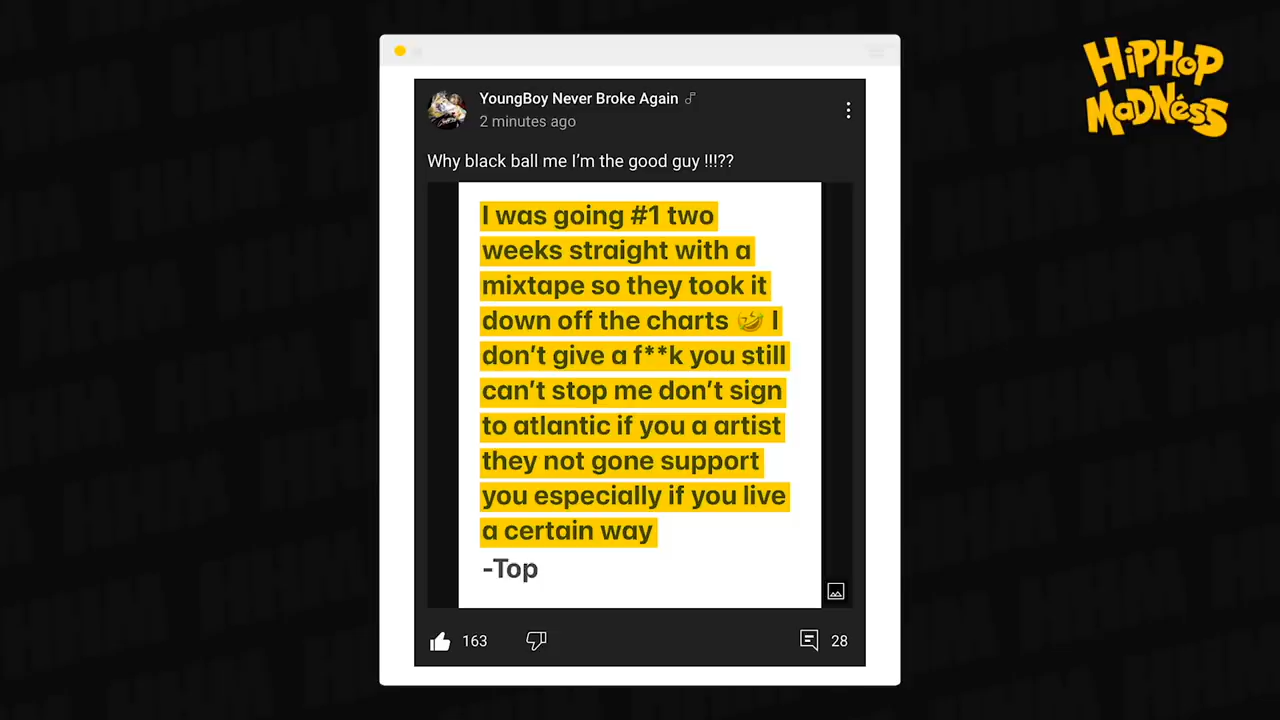 HiPHOP
MaDNéss
YoungBoy Never Broke Again
2 minutes ago
Why black ball me I’m the good guy !!!??
I was going #1 two
weeks straight with a
mixtape so they took it
down off the charts 🤣 I
don’t give a f**k you still
can’t stop me don’t sign
to atlantic if you a artist
they not gone support
you especially if you live
a certain way
-Top
163
28